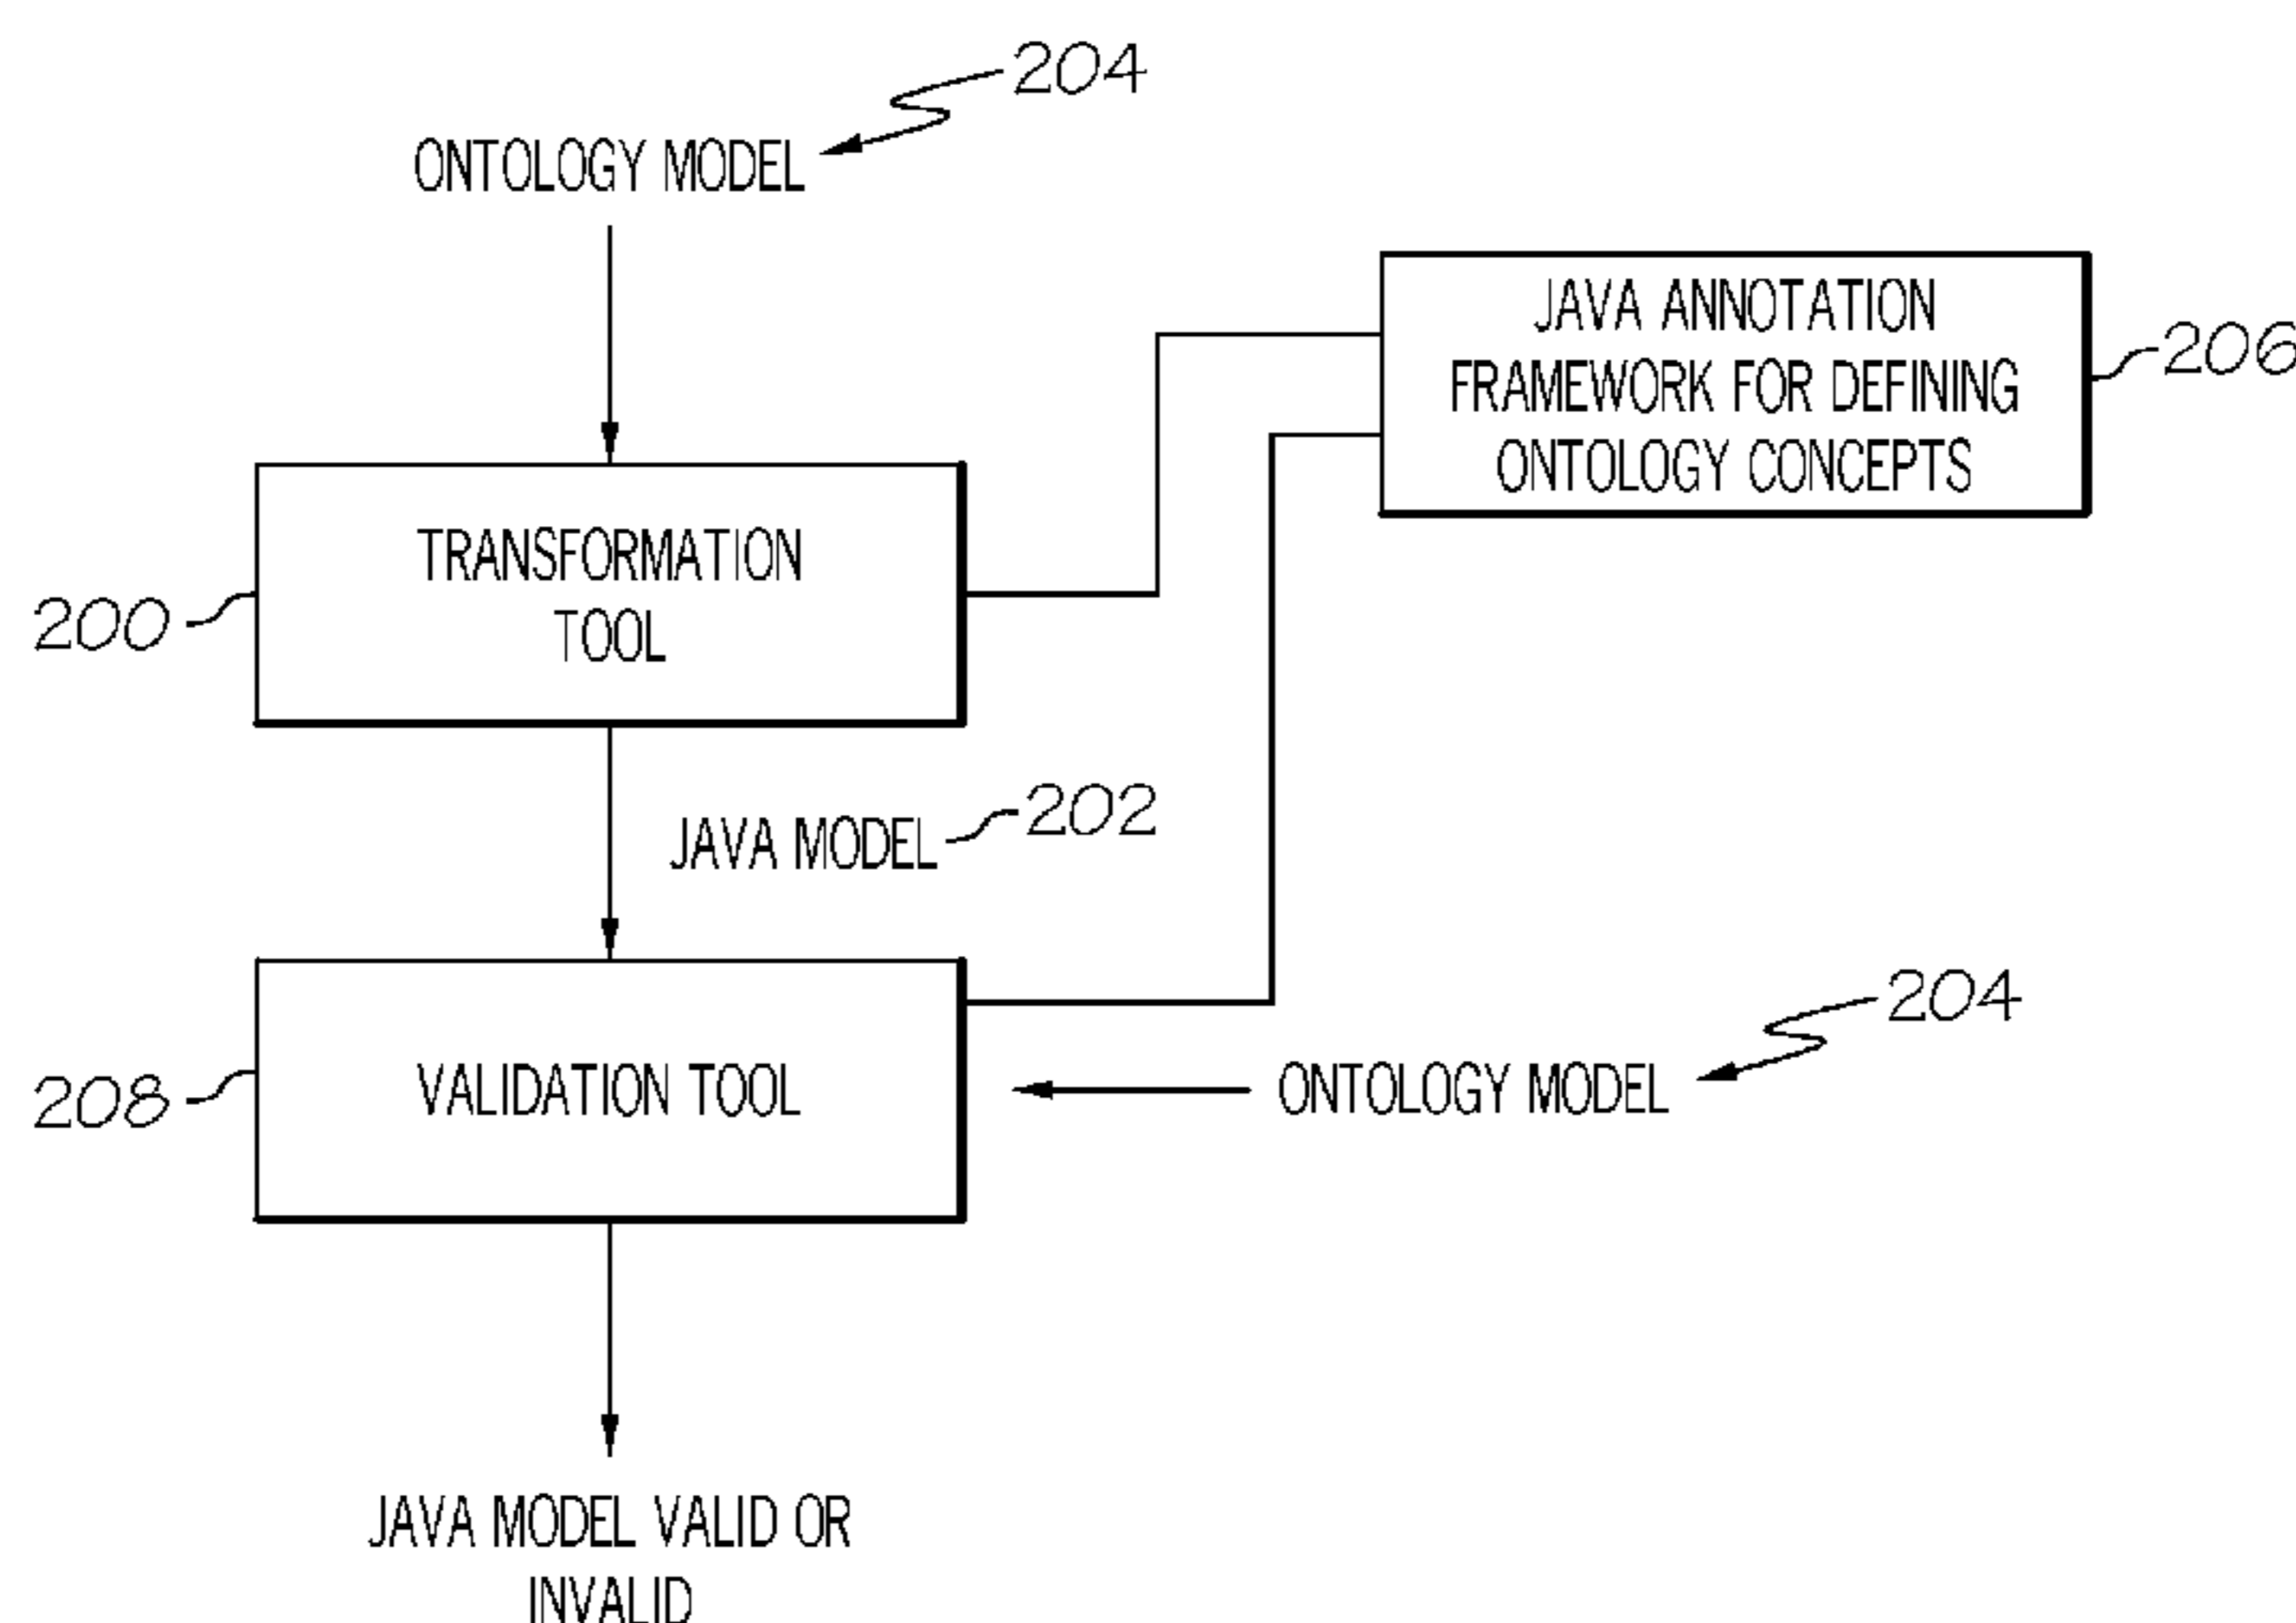 204
ONTOLOGY MODEL
JAVA ANNOTATION
FRAMEWORK FOR DEFINING
ONTOLOGY CONCEPTS
206
TRANSFORMATION
TOOL
200
JAVA MODEL
202
204
VALIDATION TOOL
ONTOLOGY MODEL
208
JAVA MODEL VALID OR
INVALID